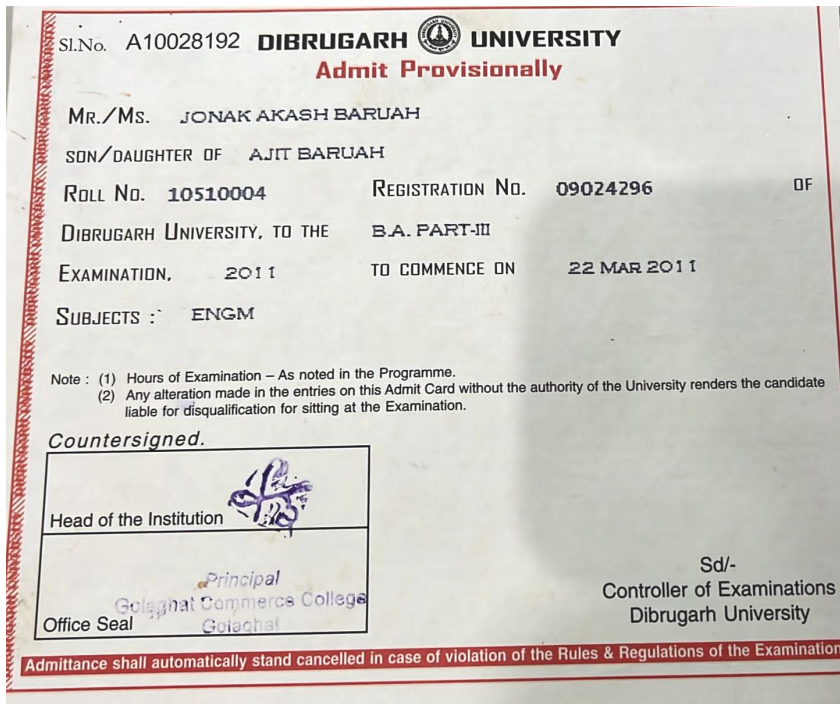 Sl.No. A10028192 DIBRUGARH UNIVERSITY
Admit Provisionally
MR./MS. JONAK AKASH BARUAH
SON/DAUGHTER OF AJIT BARUAH
ROLL NO. 10510004 REGISTRATION NO. 09024296 OF
DIBRUGARH UNIVERSITY, TO THE B.A. PART-III
EXAMINATION, 2011 TO COMMENCE ON 22 MAR 2011
SUBJECTS : ENGM
Note : (1) Hours of Examination – As noted in the Programme.
(2) Any alteration made in the entries on this Admit Card without the authority of the University renders the candidate
liable for disqualification for sitting at the Examination.
Countersigned.
Head of the Institution
Principal
Golaghat Commerce College
Office Seal Golaghat
Sd/-
Controller of Examinations
Dibrugarh University
Admittance shall automatically stand cancelled in case of violation of the Rules & Regulations of the Examination